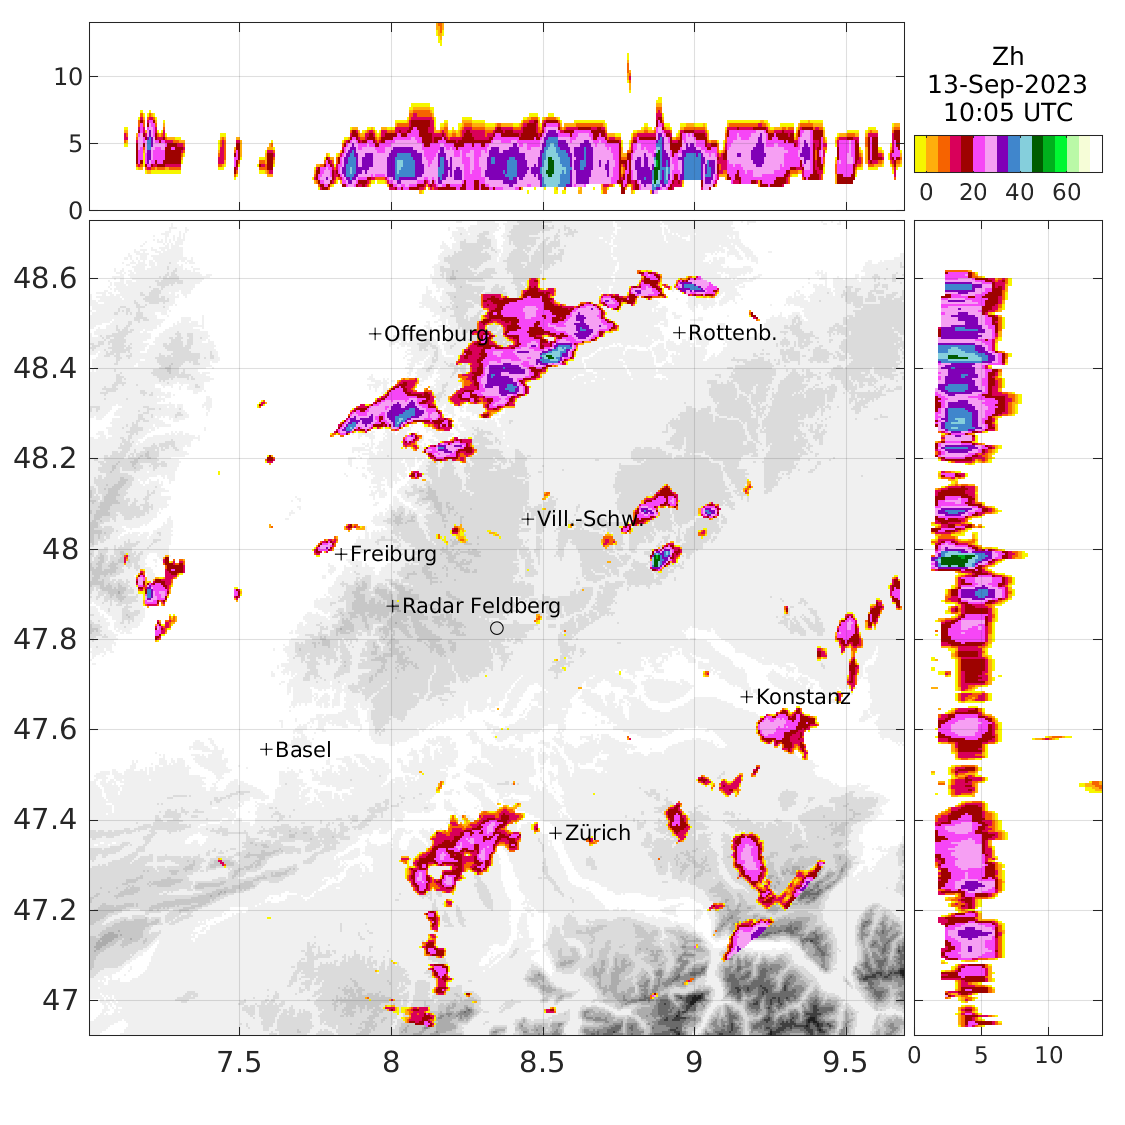 Zh
13-Sep-2023
10:05 UTC
0 20 40 60
10
5
0
48.6
48.4
48.2
48
47.8
47.6
47.4
47.2
47
+Offenburg
+Rottenb.
+Vill.-Schw.
+Freiburg
+Radar Feldberg
+Konstanz
+Basel
+Zürich
7.5 8 8.5 9 9.5
0 5 10